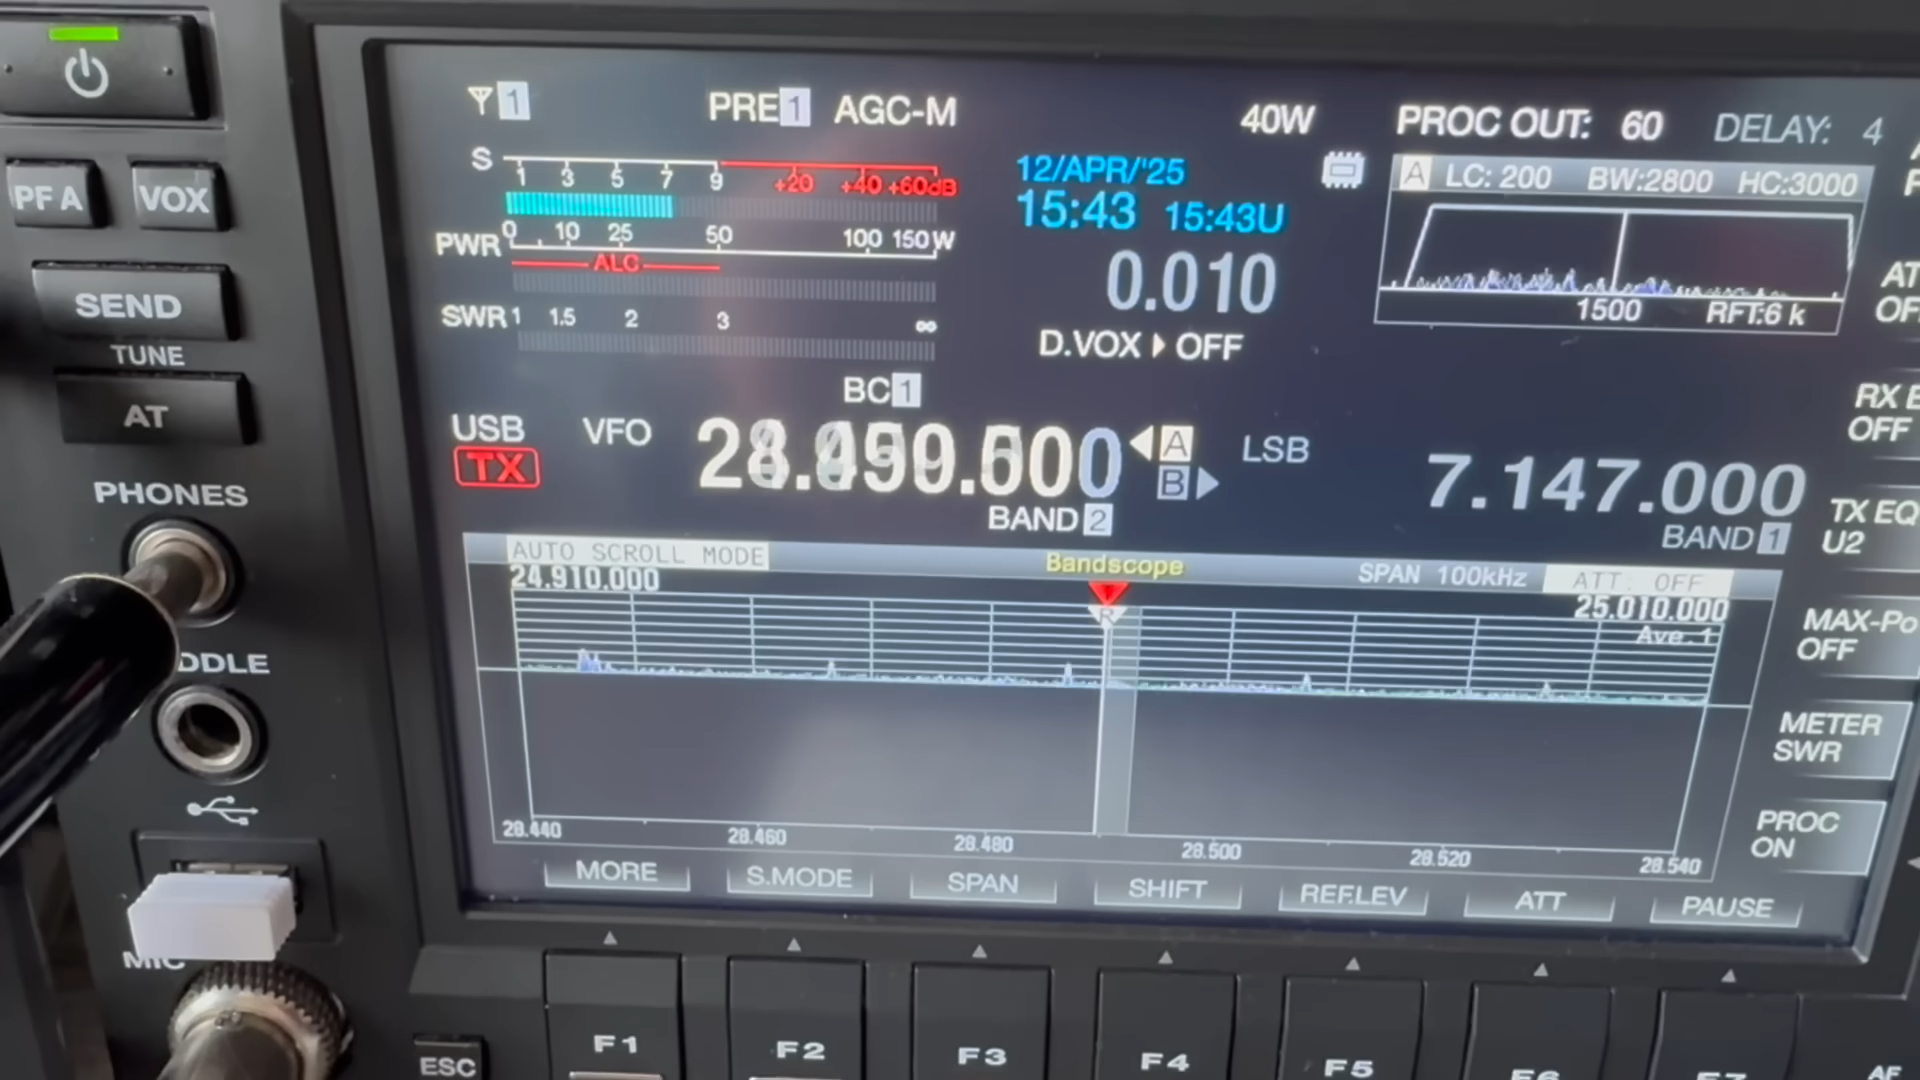 1 PRE1 AGC-M 40W PROC OUT: 60 DELAY: 4
S 1 3 5 7 9 +20 +40 +60dB
12/APR/'25
A LC: 200 BW:2800 HC:3000
PF A VOX
15:43 15:43U
PWR 0 10 25 50 100 150 W
ALC
0.010
SEND
SWR 1 1.5 2 3 ∞
1500 RFT:6 k
TUNE
D.VOX OFF
AT
BC1
RX E
OFF
USB VFO A LSB 7.147.000
TX B
BAND2 BAND1
TX EQ
U2
PHONES
AUTO SCROLL MODE Bandscope SPAN 100kHz ATT: OFF
24.910.000 R 25.010.000
Ave.1
MAX-Po
OFF
DDLE
METER
SWR
PROC
ON
28.440 28.460 28.480 28.500 28.520 28.540
MORE S.MODE SPAN SHIFT REF.LEV ATT PAUSE
MIC
ESC F1 F2 F3 F4 F5 F6 F7 AF